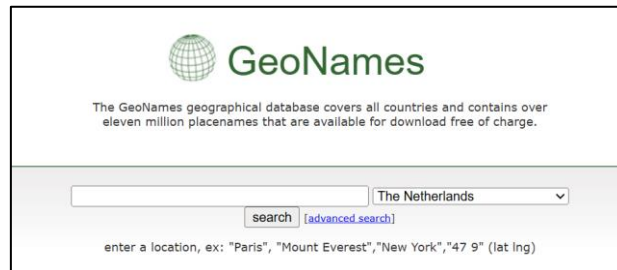 GeoNames
The GeoNames geographical database covers all countries and contains over
eleven million placenames that are available for download free of charge.
The Netherlands
search [advanced search]
enter a location, ex: "Paris", "Mount Everest","New York","47 9" (lat lng)